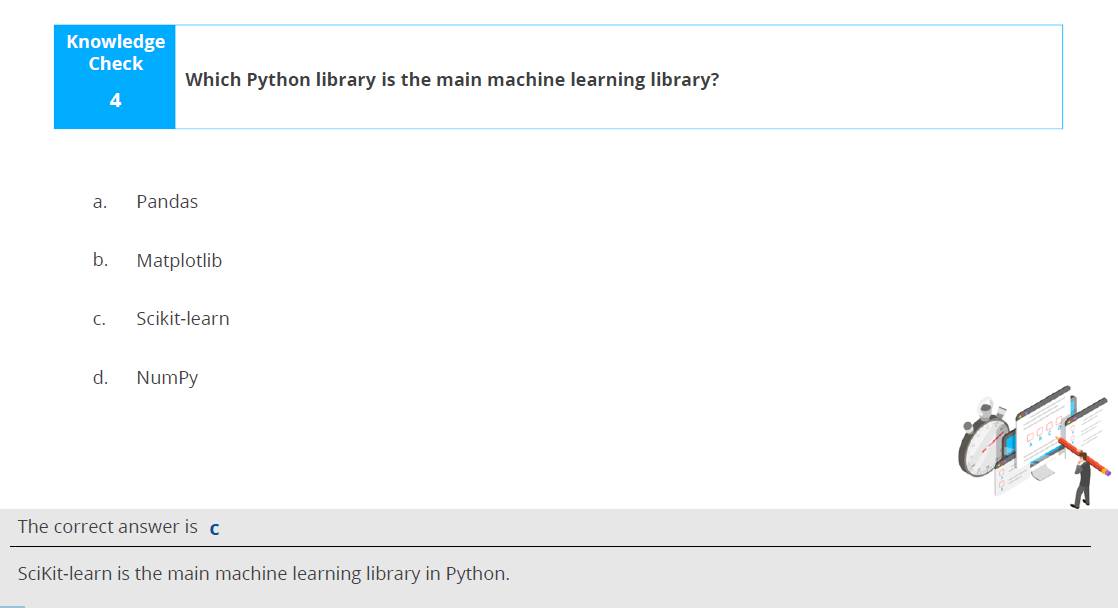 Knowledge
Check
4
Which Python library is the main machine learning library?
a. Pandas
b. Matplotlib
c. Scikit-learn
d. NumPy
The correct answer is c
SciKit-learn is the main machine learning library in Python.